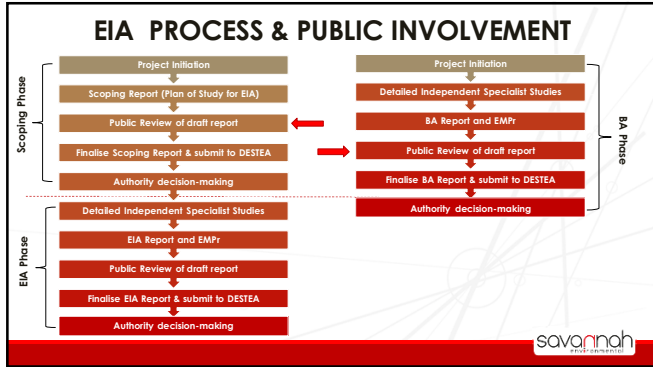 EIA PROCESS & PUBLIC INVOLVEMENT
Scoping Phase
Project Initiation
Scoping Report (Plan of Study for EIA)
Public Review of draft report
Finalise Scoping Report & submit to DESTEA
Authority decision-making
EIA Phase
Detailed Independent Specialist Studies
EIA Report and EMPr
Public Review of draft report
Finalise EIA Report & submit to DESTEA
Authority decision-making
Project Initiation
Detailed Independent Specialist Studies
BA Report and EMPr
Public Review of draft report
Finalise BA Report & submit to DESTEA
Authority decision-making
BA Phase
savannah
environmental